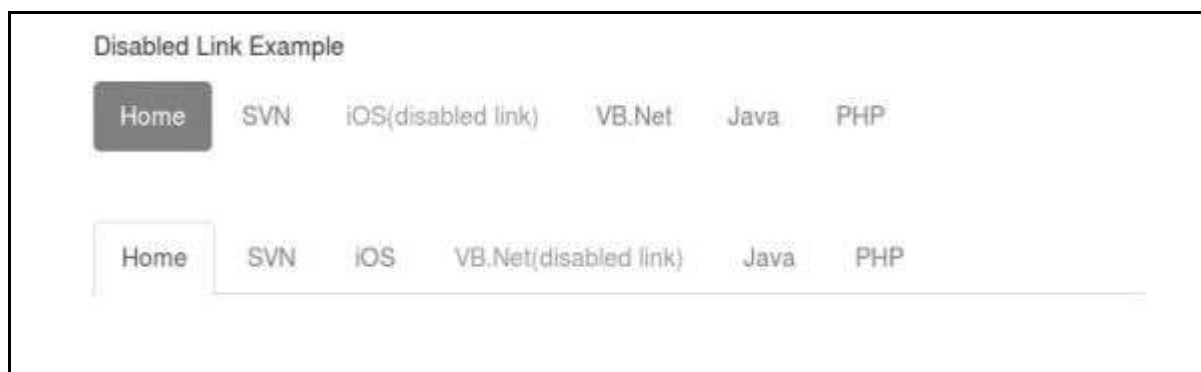 Disabled Link Example
Home SVN iOS(disabled link) VB.Net Java PHP
Home SVN iOS VB.Net(disabled link) Java PHP